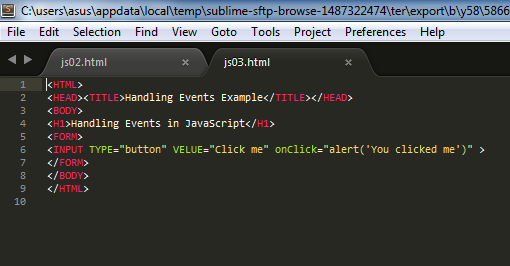 C:\users\asus\appdata\local\temp\sublime-sftp-browse-1487322474\ter\export\b\y58\5866
File Edit Selection Find View Goto Tools Project Preferences Help
js02.html × js03.html ×
1 <HTML>
2 <HEAD><TITLE>Handling Events Example</TITLE></HEAD>
3 <BODY>
4 <H1>Handling Events in JavaScript</H1>
5 <FORM>
6 <INPUT TYPE="button" VELUE="Click me" onClick="alert('You clicked me')" >
7 </FORM>
8 </BODY>
9 </HTML>
10